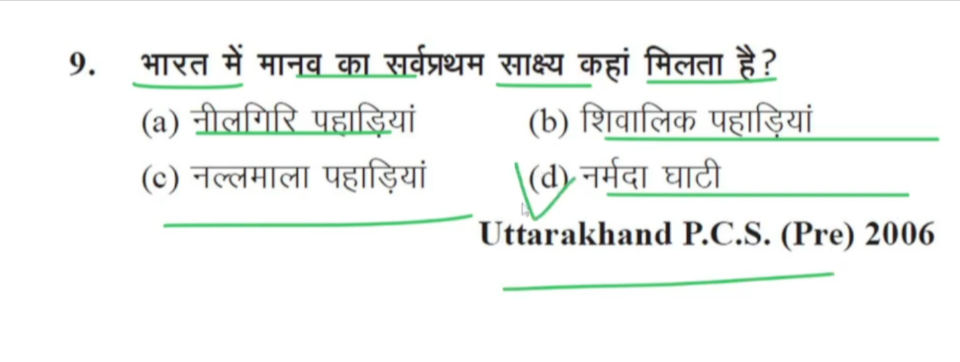 9. भारत में मानव का सर्वप्रथम साक्ष्य कहां मिलता है?
(a) नीलगिरि पहाड़ियां (b) शिवालिक पहाड़ियां
(c) नल्लमाला पहाड़ियां (d) नर्मदा घाटी
Uttarakhand P.C.S. (Pre) 2006